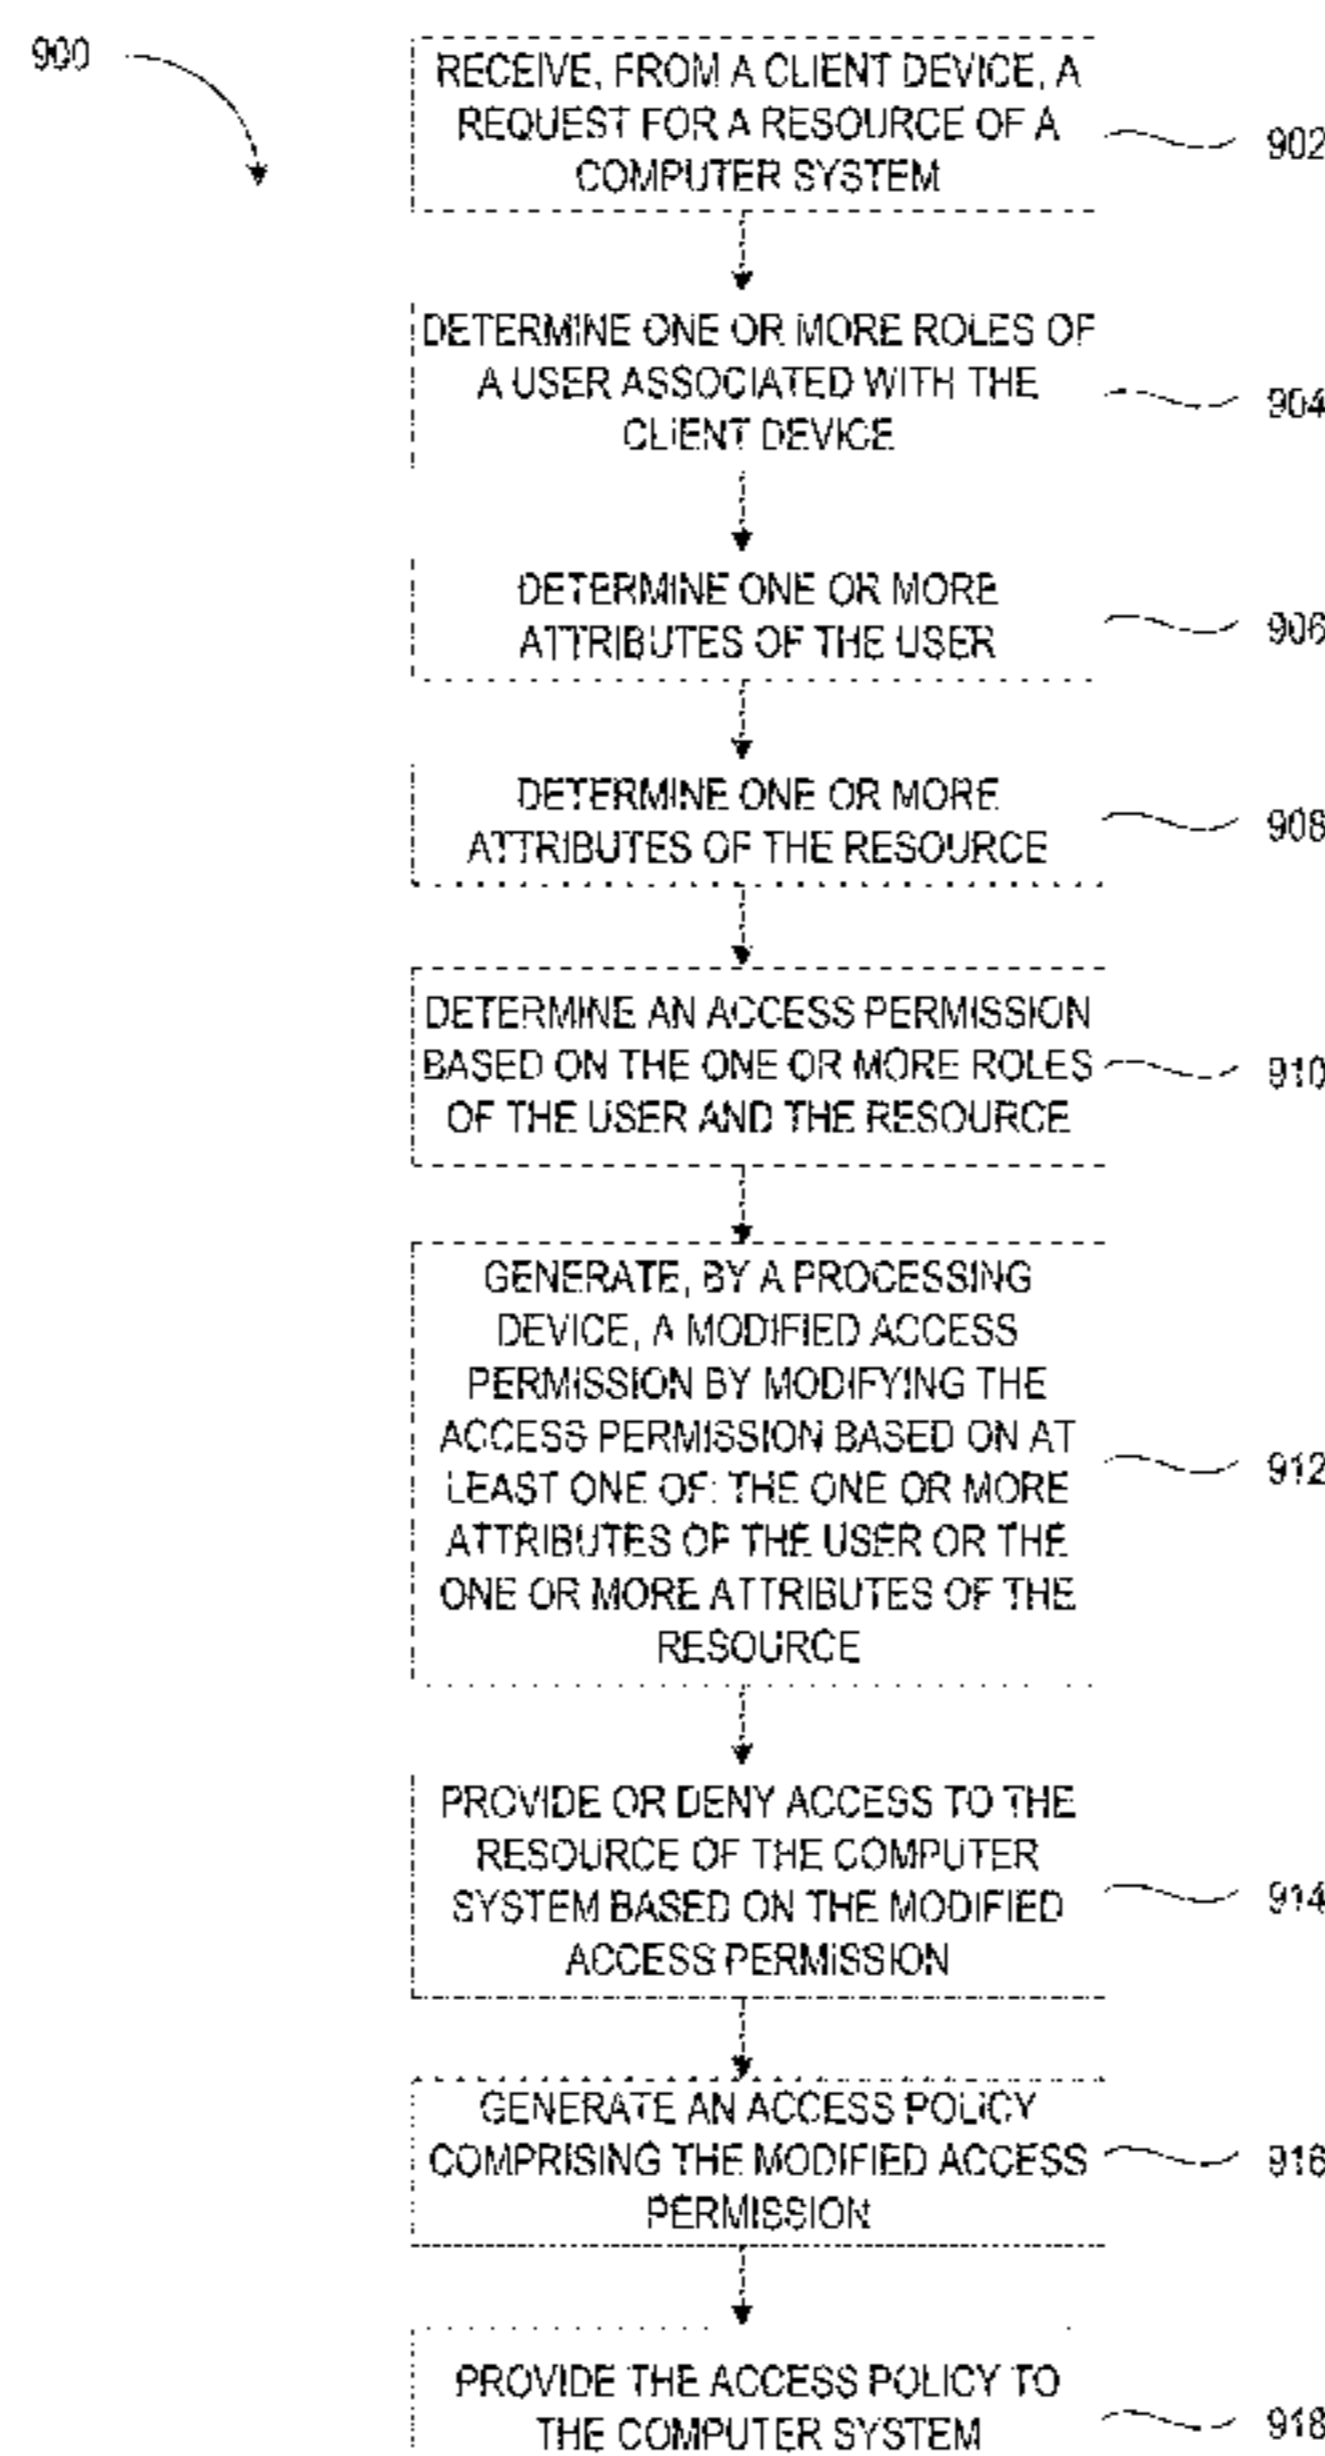 900
RECEIVE, FROM A CLIENT DEVICE, A
REQUEST FOR A RESOURCE OF A
COMPUTER SYSTEM
902
DETERMINE ONE OR MORE ROLES OF
A USER ASSOCIATED WITH THE
CLIENT DEVICE
904
DETERMINE ONE OR MORE
ATTRIBUTES OF THE USER
906
DETERMINE ONE OR MORE
ATTRIBUTES OF THE RESOURCE
908
DETERMINE AN ACCESS PERMISSION
BASED ON THE ONE OR MORE ROLES
OF THE USER AND THE RESOURCE
910
GENERATE, BY A PROCESSING
DEVICE, A MODIFIED ACCESS
PERMISSION BY MODIFYING THE
ACCESS PERMISSION BASED ON AT
LEAST ONE OF: THE ONE OR MORE
ATTRIBUTES OF THE USER OR THE
ONE OR MORE ATTRIBUTES OF THE
RESOURCE
912
PROVIDE OR DENY ACCESS TO THE
RESOURCE OF THE COMPUTER
SYSTEM BASED ON THE MODIFIED
ACCESS PERMISSION
914
GENERATE AN ACCESS POLICY
COMPRISING THE MODIFIED ACCESS
PERMISSION
916
PROVIDE THE ACCESS POLICY TO
THE COMPUTER SYSTEM
918